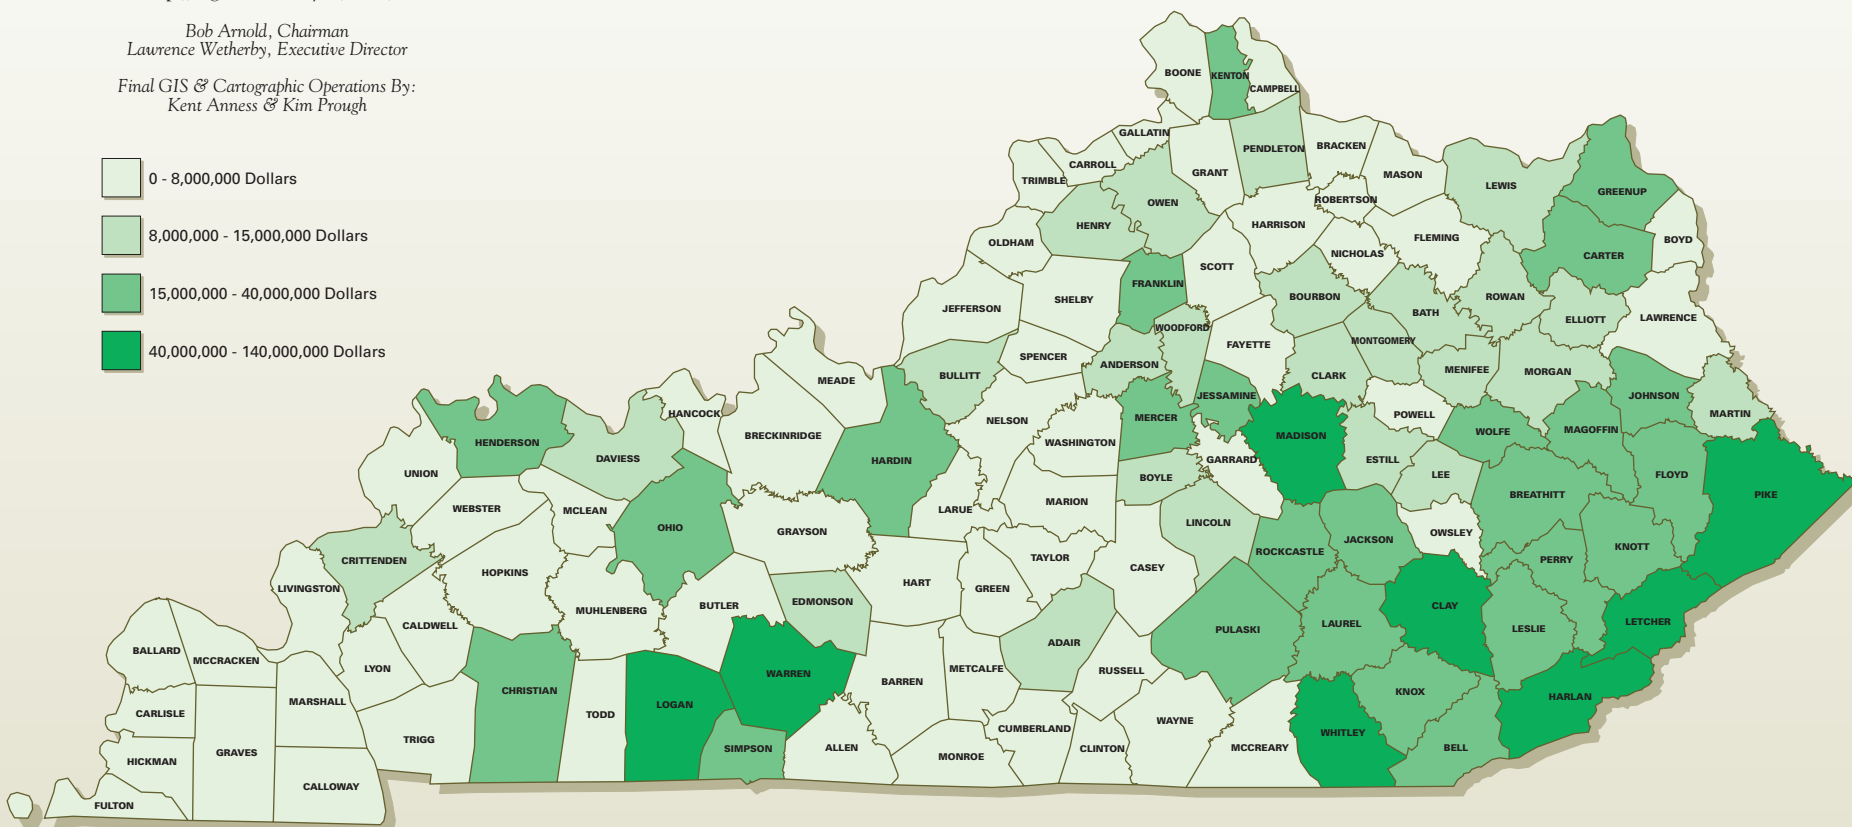 Bob Arnold, Chairman
Lawrence Wetherby, Executive Director
Final GIS & Cartographic Operations By:
Kent Anness & Kim Prough
0 - 8,000,000 Dollars
8,000,000 - 15,000,000 Dollars
15,000,000 - 40,000,000 Dollars
40,000,000 - 140,000,000 Dollars
BOONE
KENTON
CAMPBELL
GALLATIN
PENDLETON
BRACKEN
CARROLL
GRANT
MASON
TRIMBLE
LEWIS
GREENUP
ROBERTSON
OWEN
HENRY
HARRISON
FLEMING
BOYD
OLDHAM
NICHOLAS
CARTER
SCOTT
FRANKLIN
BOURBON
ROWAN
SHELBY
JEFFERSON
BATH
ELLIOTT
LAWRENCE
WOODFORD
MONTGOMERY
FAYETTE
SPENCER
ANDERSON
MENIFEE
MORGAN
BULLITT
CLARK
MEADE
JESSAMINE
JOHNSON
HANCOCK
POWELL
MARTIN
MERCER
NELSON
WOLFE
MAGOFFIN
MADISON
BRECKINRIDGE
HENDERSON
WASHINGTON
DAVIESS
HARDIN
GARRARD
ESTILL
UNION
LEE
FLOYD
BOYLE
BREATHITT
PIKE
MARION
WEBSTER
MCLEAN
LARUE
LINCOLN
OHIO
GRAYSON
OWSLEY
JACKSON
KNOTT
ROCKCASTLE
TAYLOR
PERRY
CRITTENDEN
CASEY
HOPKINS
HART
LIVINGSTON
GREEN
EDMONSON
BUTLER
CLAY
MUHLENBERG
LETCHER
CALDWELL
LAUREL
PULASKI
LESLIE
ADAIR
BALLARD
MCCRACKEN
LYON
METCALFE
RUSSELL
WARREN
BARREN
CHRISTIAN
KNOX
HARLAN
MARSHALL
LOGAN
CARLISLE
TODD
WAYNE
CUMBERLAND
WHITLEY
TRIGG
SIMPSON
ALLEN
CLINTON
MCCREARY
BELL
GRAVES
MONROE
HICKMAN
CALLOWAY
FULTON